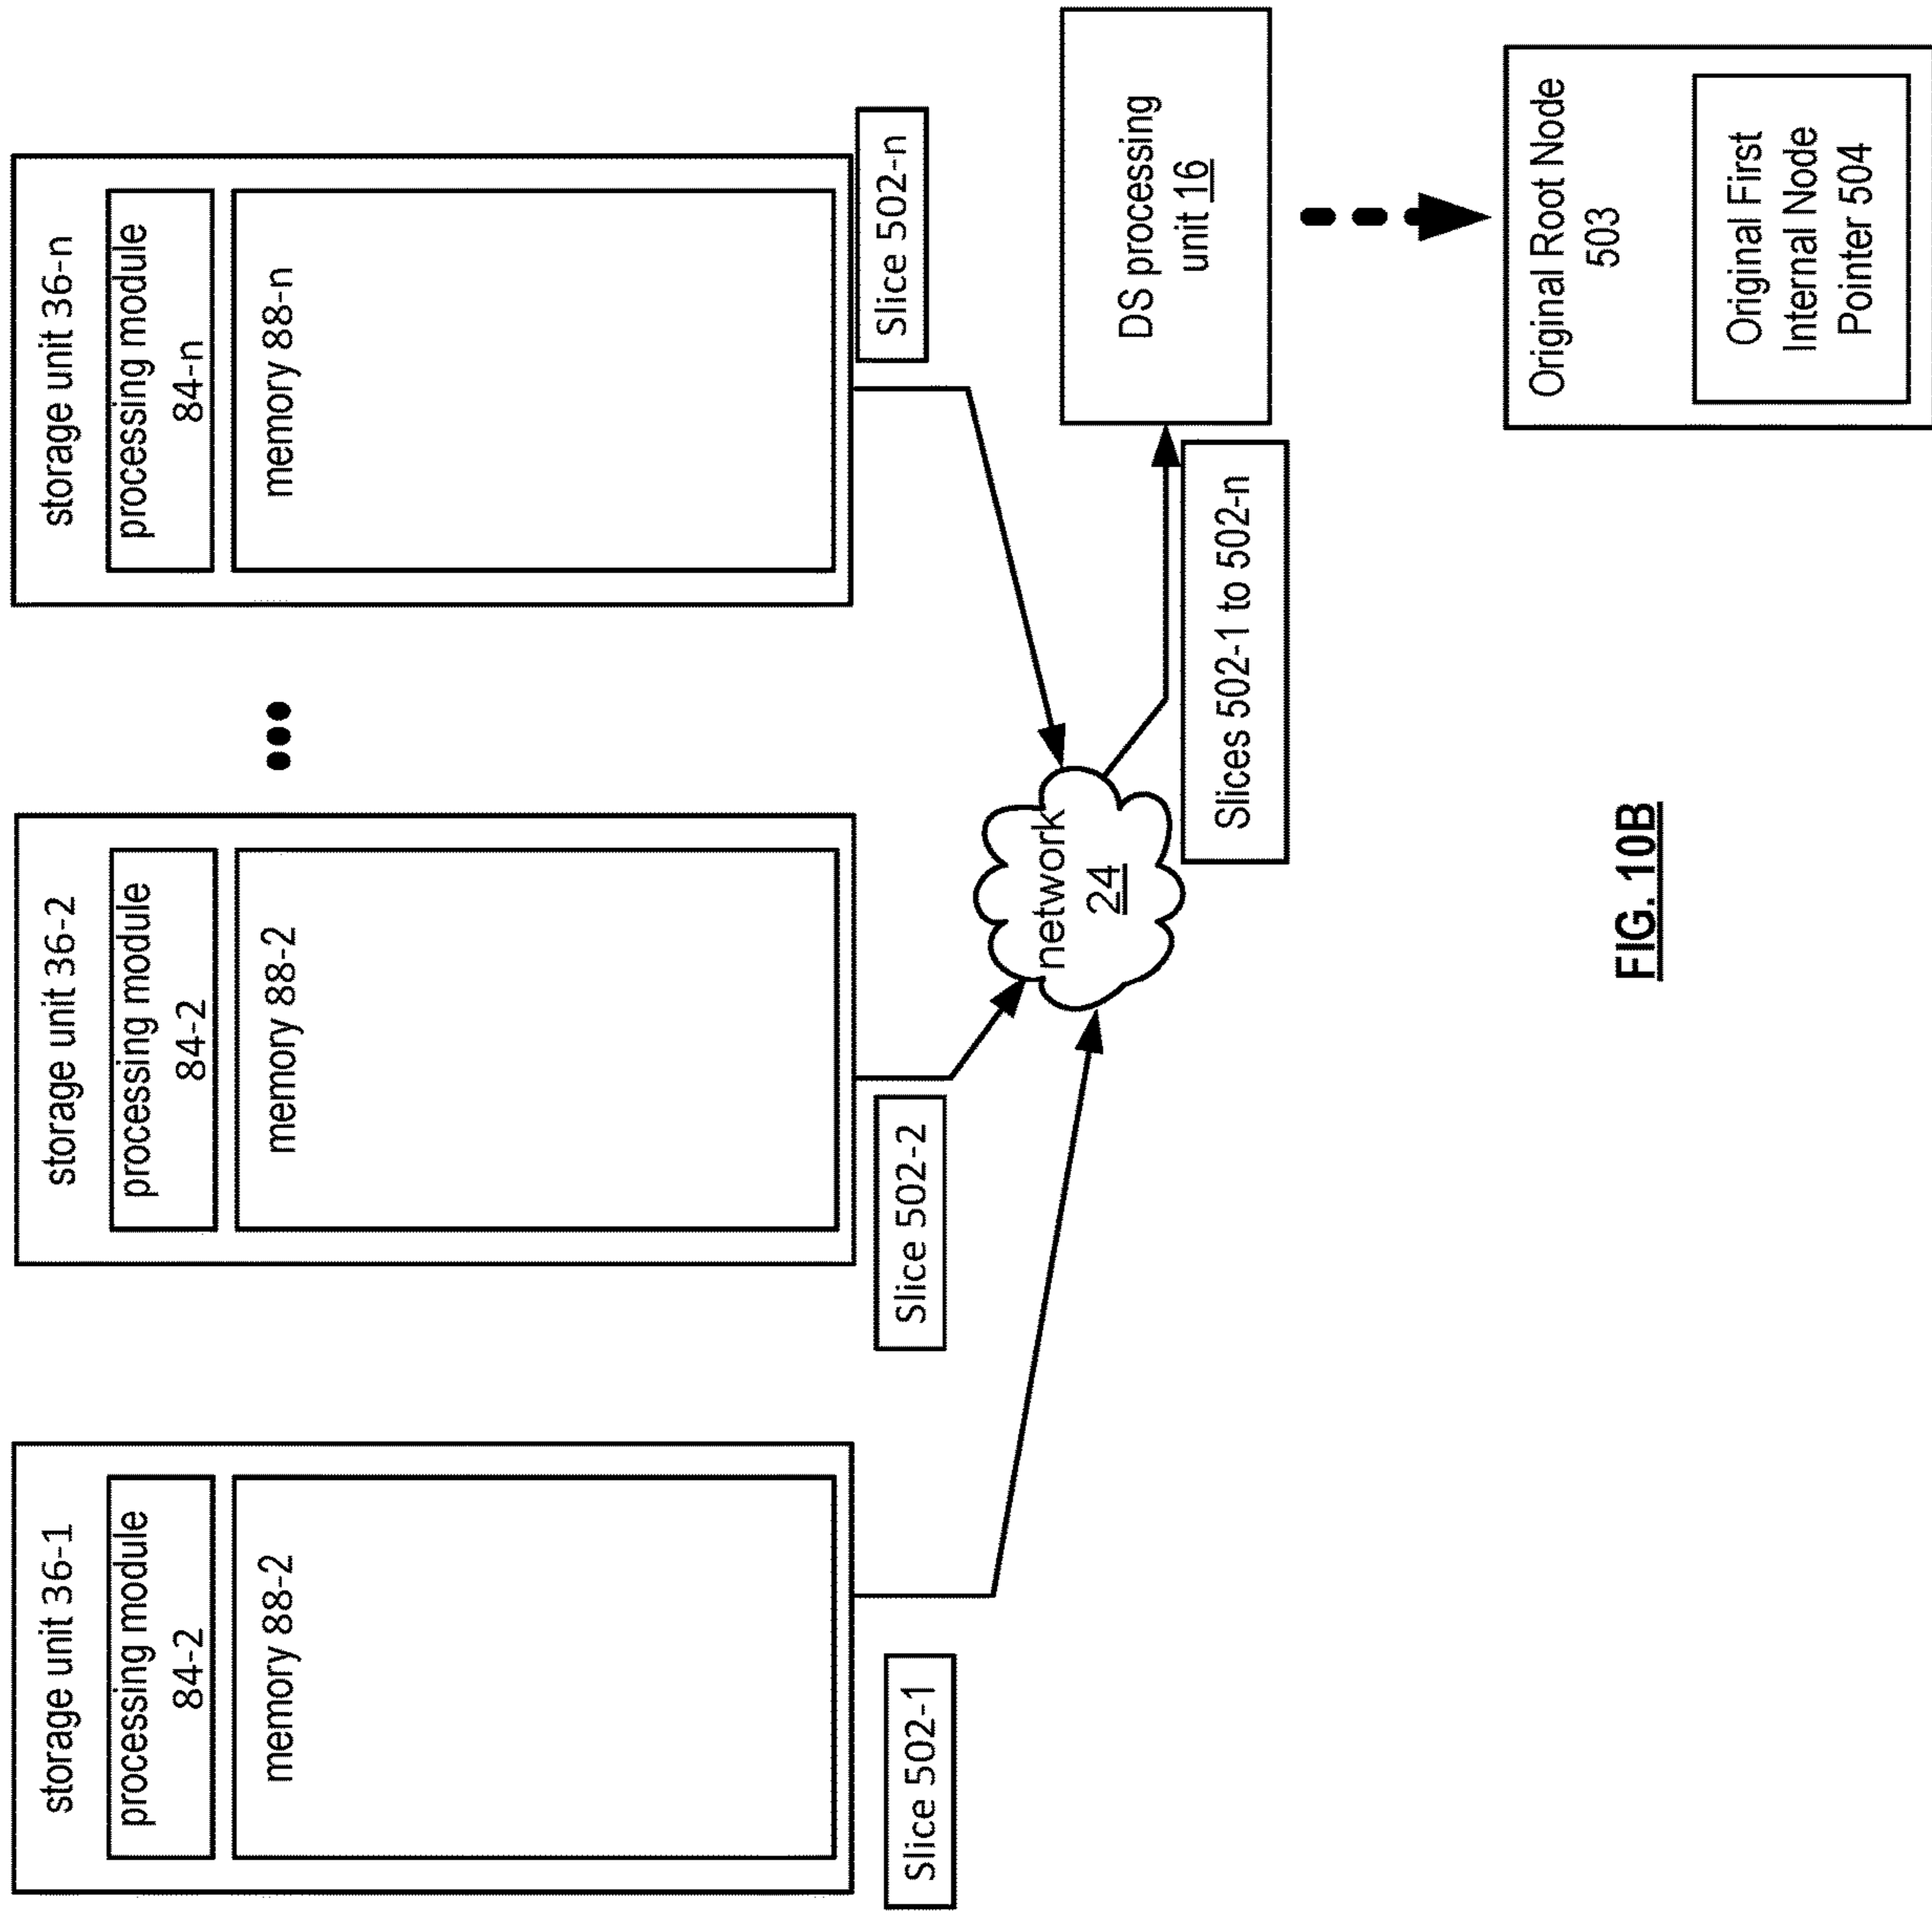 storage unit 36-1
processing module
84-2
memory 88-2
storage unit 36-2
processing module
84-2
memory 88-2
storage unit 36-n
processing module
84-n
memory 88-n
Slice 502-1
Slice 502-2
Slice 502-n
network
24
Slices 502-1 to 502-n
DS processing
unit 16
Original Root Node
503
Original First
Internal Node
Pointer 504
FIG. 10B